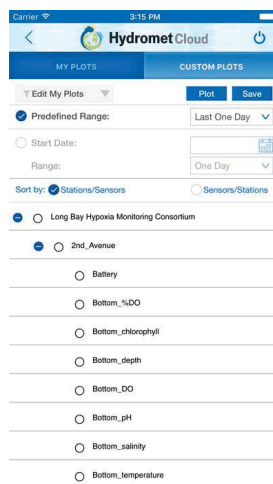 Carrier 3:15 PM
Hydromet Cloud
MY PLOTS CUSTOM PLOTS
Edit My Plots Plot Save
Predefined Range: Last One Day
Start Date:
Range: One Day
Sort by: Stations/Sensors Sensors/Stations
Long Bay Hypoxia Monitoring Consortium
2nd_Avenue
Battery
Bottom_%DO
Bottom_chlorophyll
Bottom_depth
Bottom_DO
Bottom_pH
Bottom_salinity
Bottom_temperature